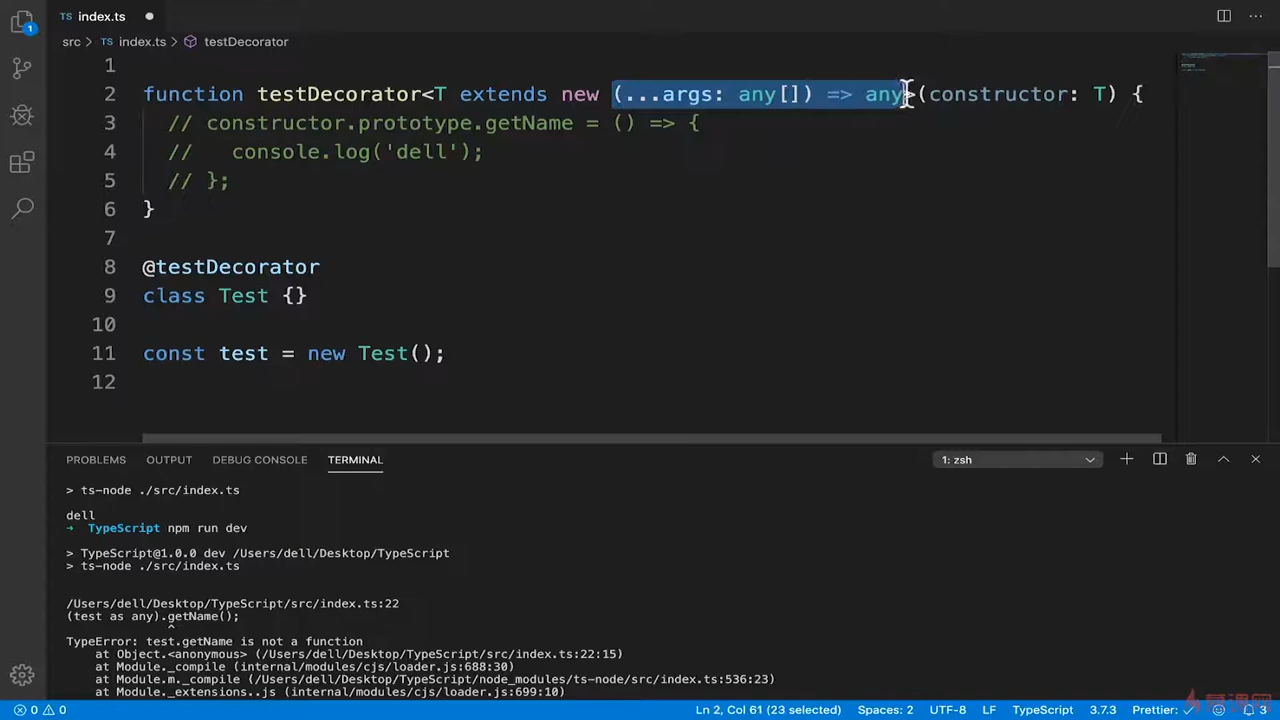 TS index.ts
1
src > TS index.ts > testDecorator
1
2 function testDecorator<T extends new (...args: any[]) => any>(constructor: T) {
3 // constructor.prototype.getName = () => {
4 //   console.log('dell');
5 // };
6 }
7
8 @testDecorator
9 class Test {}
10
11 const test = new Test();
12
PROBLEMS OUTPUT DEBUG CONSOLE TERMINAL 1: zsh
> ts-node ./src/index.ts
dell
→ TypeScript npm run dev
> TypeScript@1.0.0 dev /Users/dell/Desktop/TypeScript
> ts-node ./src/index.ts
/Users/dell/Desktop/TypeScript/src/index.ts:22
(test as any).getName();
^
TypeError: test.getName is not a function
at Object.<anonymous> (/Users/dell/Desktop/TypeScript/src/index.ts:22:15)
at Module._compile (internal/modules/cjs/loader.js:688:30)
at Module.m._compile (/Users/dell/Desktop/TypeScript/node_modules/ts-node/src/index.ts:536:23)
at Module._extensions..js (internal/modules/cjs/loader.js:699:10)
慕课网
0 0 Ln 2, Col 61 (23 selected) Spaces: 2 UTF-8 LF TypeScript 3.7.3 Prettier: ✓ 3